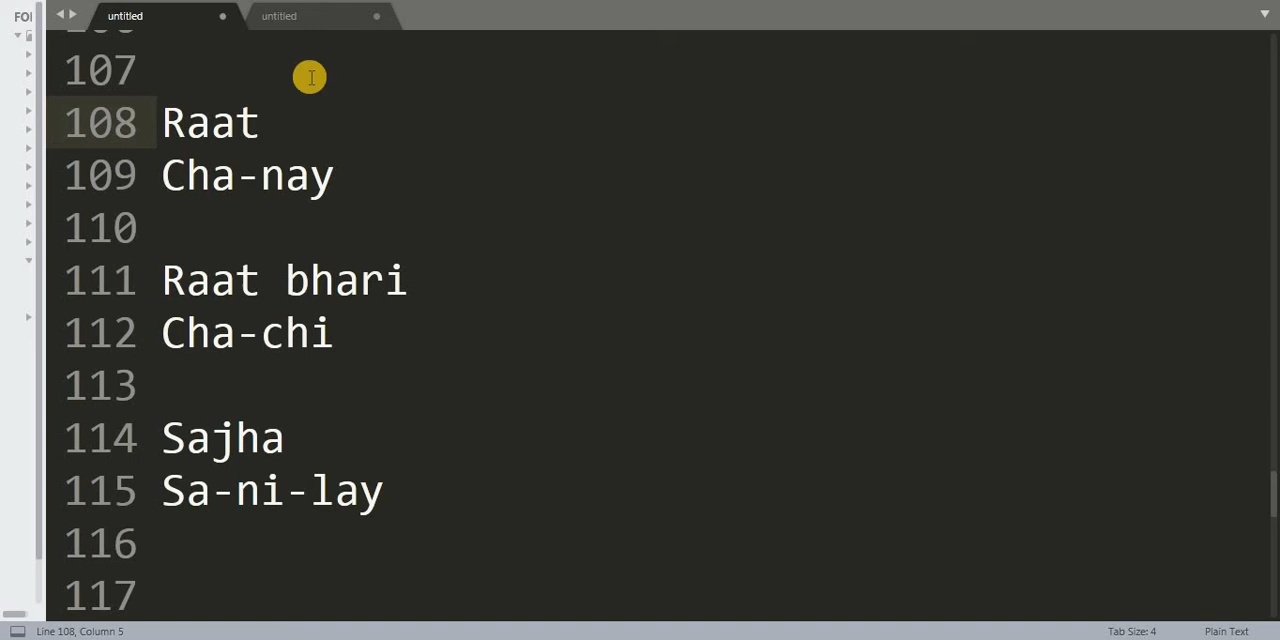 FOI
untitled
untitled
107
108 Raat
109 Cha-nay
110
111 Raat bhari
112 Cha-chi
113
114 Sajha
115 Sa-ni-lay
116
117
Line 108, Column 5
Tab Size: 4
Plain Text